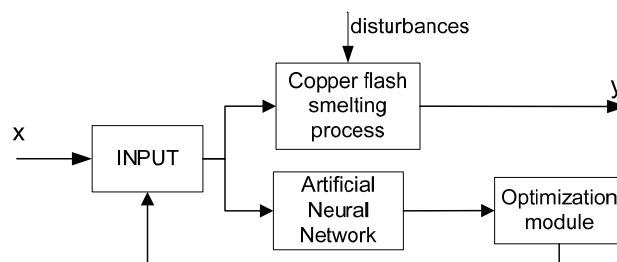 disturbances
Copper flash
smelting
process
y
x
INPUT
Artificial
Neural
Network
Optimization
module